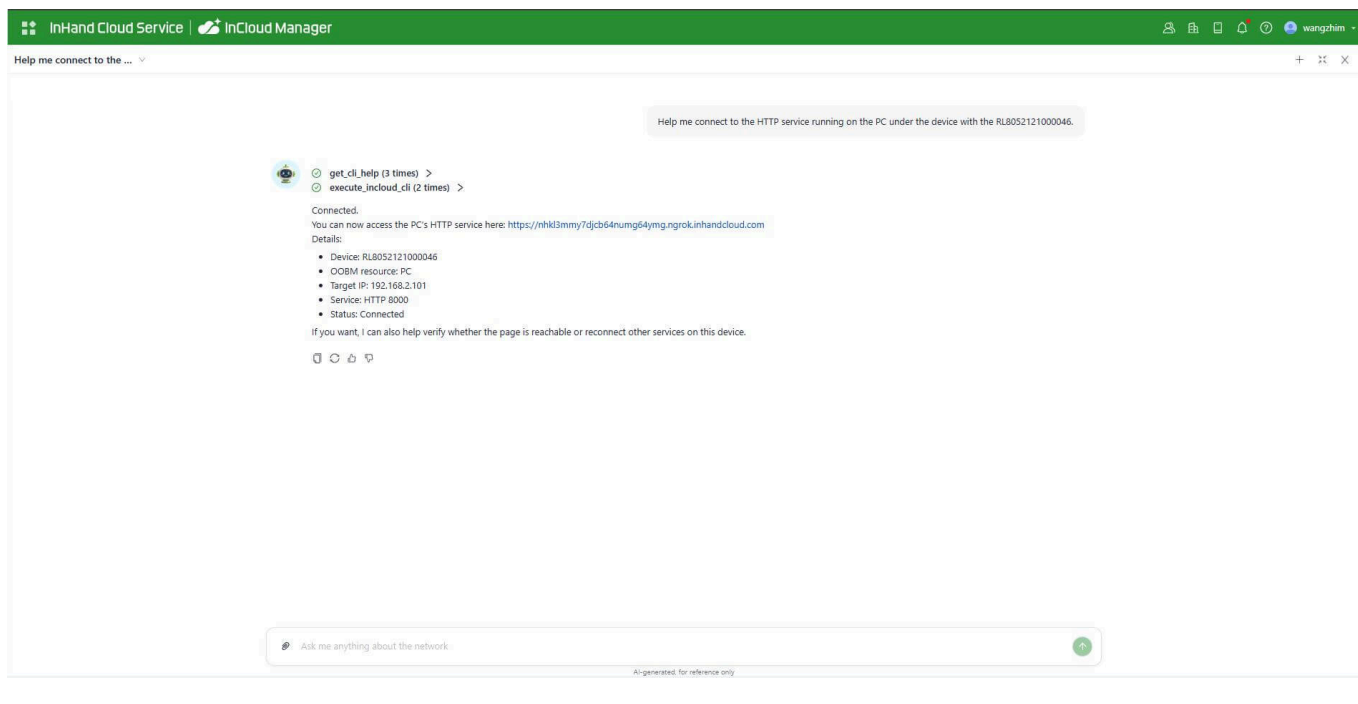 InHand Cloud Service | InCloud Manager
wangzhim
Help me connect to the ...
Help me connect to the HTTP service running on the PC under the device with the RL8052121000046.
get_cli_help (3 times) >
execute_incloud_cli (2 times) >
Connected.
You can now access the PC's HTTP service here: https://nhkl3mmy7djcb64numg64ymg.ngrok.inhandcloud.com
Details:
• Device: RL8052121000046
• OOBM resource: PC
• Target IP: 192.168.2.101
• Service: HTTP 8000
• Status: Connected
If you want, I can also help verify whether the page is reachable or reconnect other services on this device.
Ask me anything about the network
AI-generated, for reference only